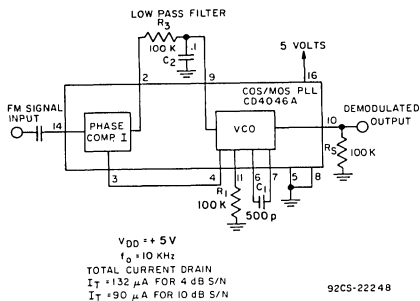 LOW PASS FILTER
R3
100 K
.1
C2
5 VOLTS
2
9
16
COS/MOS PLL
CD4046A
FM SIGNAL
INPUT
14
PHASE
COMP. I
VCO
10
DEMODULATED
OUTPUT
RS
100 K
3
4
11
6
7
5
8
R1
100 K
C1
500 p
VDD = + 5 V
fo = 10 KHz
TOTAL CURRENT DRAIN
IT = 132 μA FOR 4 dB S/N
IT = 90 μA FOR 10 dB S/N
92CS-22248